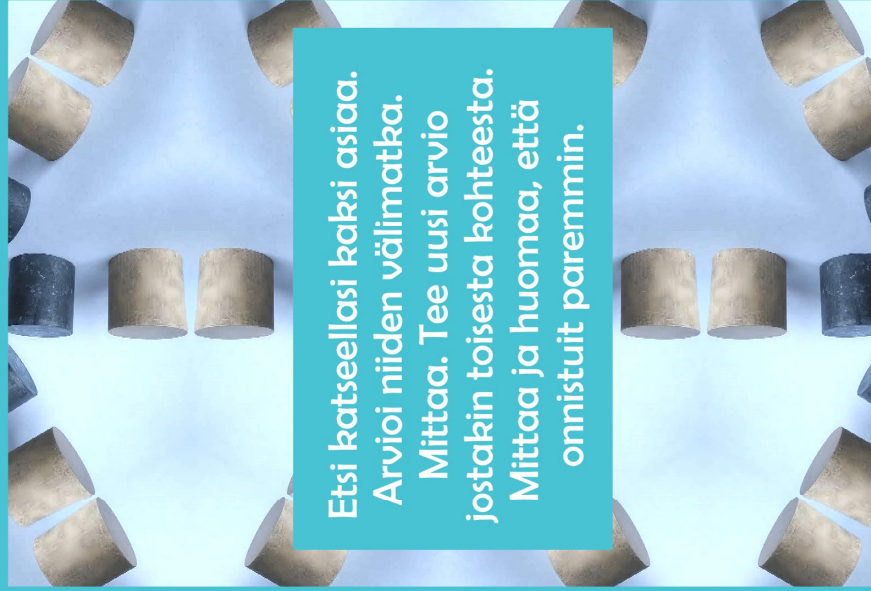 Etsi katseellasi kaksi asiaa.
Arvioi niiden välimatka.
Mittaa. Tee uusi arvio
jostakin toisesta kohteesta.
Mittaa ja huomaa, että
onnistuit paremmin.